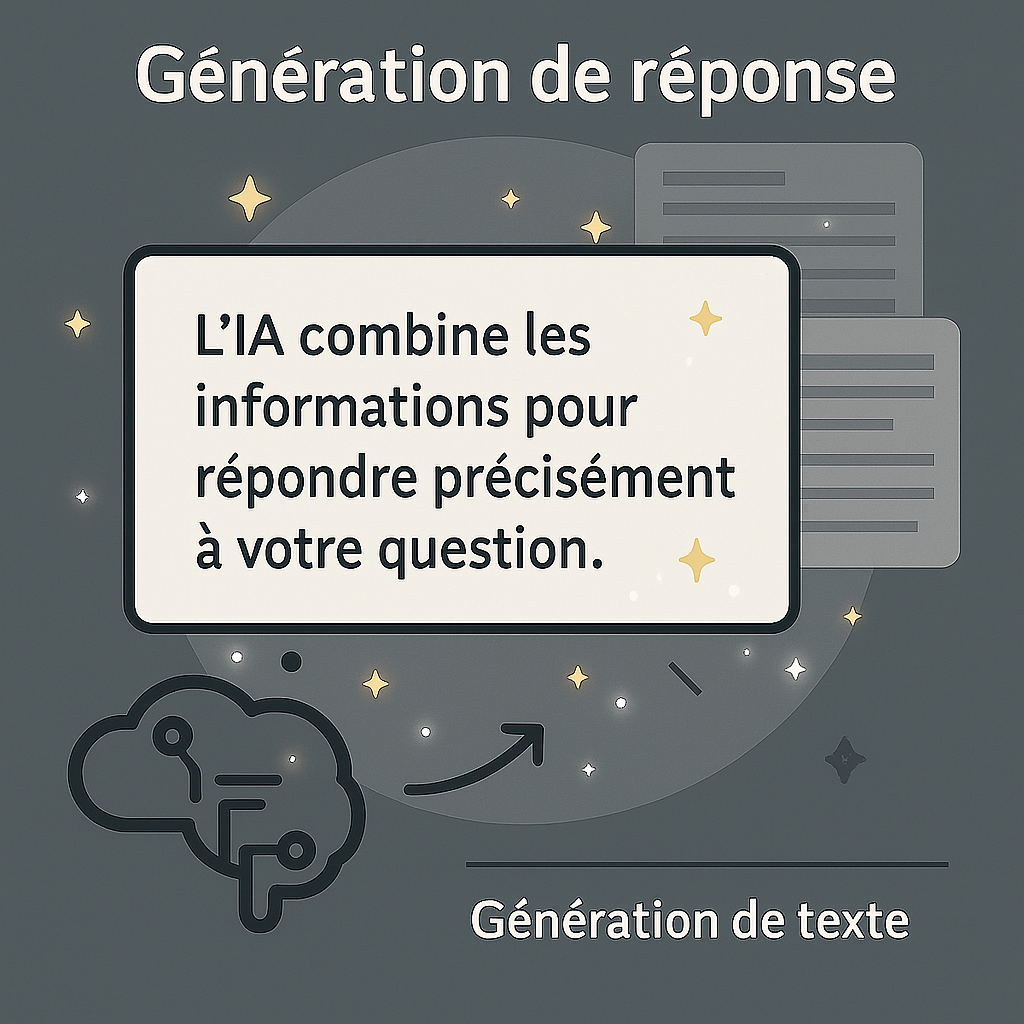 Génération de réponse
L’IA combine les
informations pour
répondre précisément
à votre question.
Génération de texte